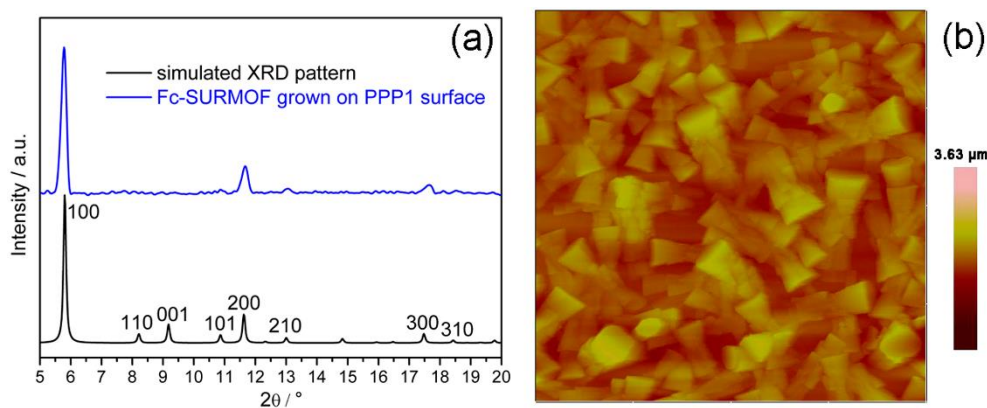 (a)
simulated XRD pattern
Fc-SURMOF grown on PPP1 surface
Intensity / a.u.
100
110
001
101
200
210
300
310
5 6 7 8 9 10 11 12 13 14 15 16 17 18 19 20
2θ / °
(b)
3.63 µm